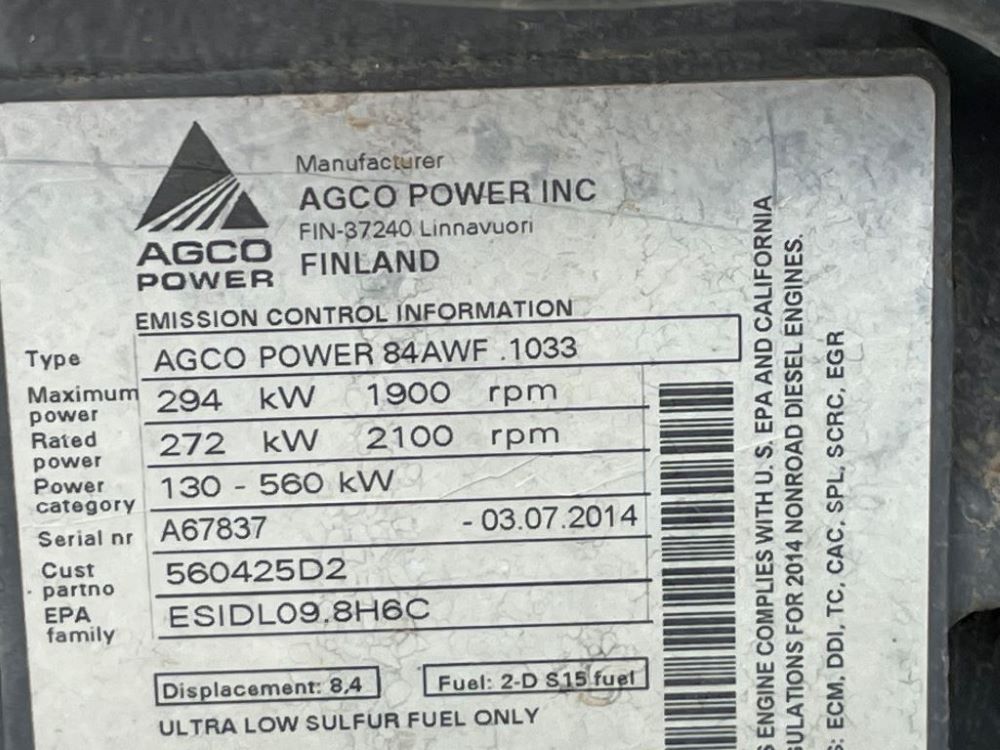 Manufacturer
AGCO POWER INC
FIN-37240 Linnavuori
FINLAND
AGCO
POWER
EMISSION CONTROL INFORMATION
Type AGCO POWER 84AWF .1033
Maximum power 294 kW 1900 rpm
Rated power 272 kW 2100 rpm
Power category 130 - 560 kW
Serial nr A67837 - 03.07.2014
Cust partno 560425D2
EPA family ESIDL09.8H6C
Displacement: 8,4 Fuel: 2-D S15 fuel
ULTRA LOW SULFUR FUEL ONLY
ENGINE COMPLIES WITH U. S. EPA AND CALIFORNIA
ULATIONS FOR 2014 NONROAD DIESEL ENGINES.
: ECM, DDI, TC, CAC, SPL, SCRC, EGR